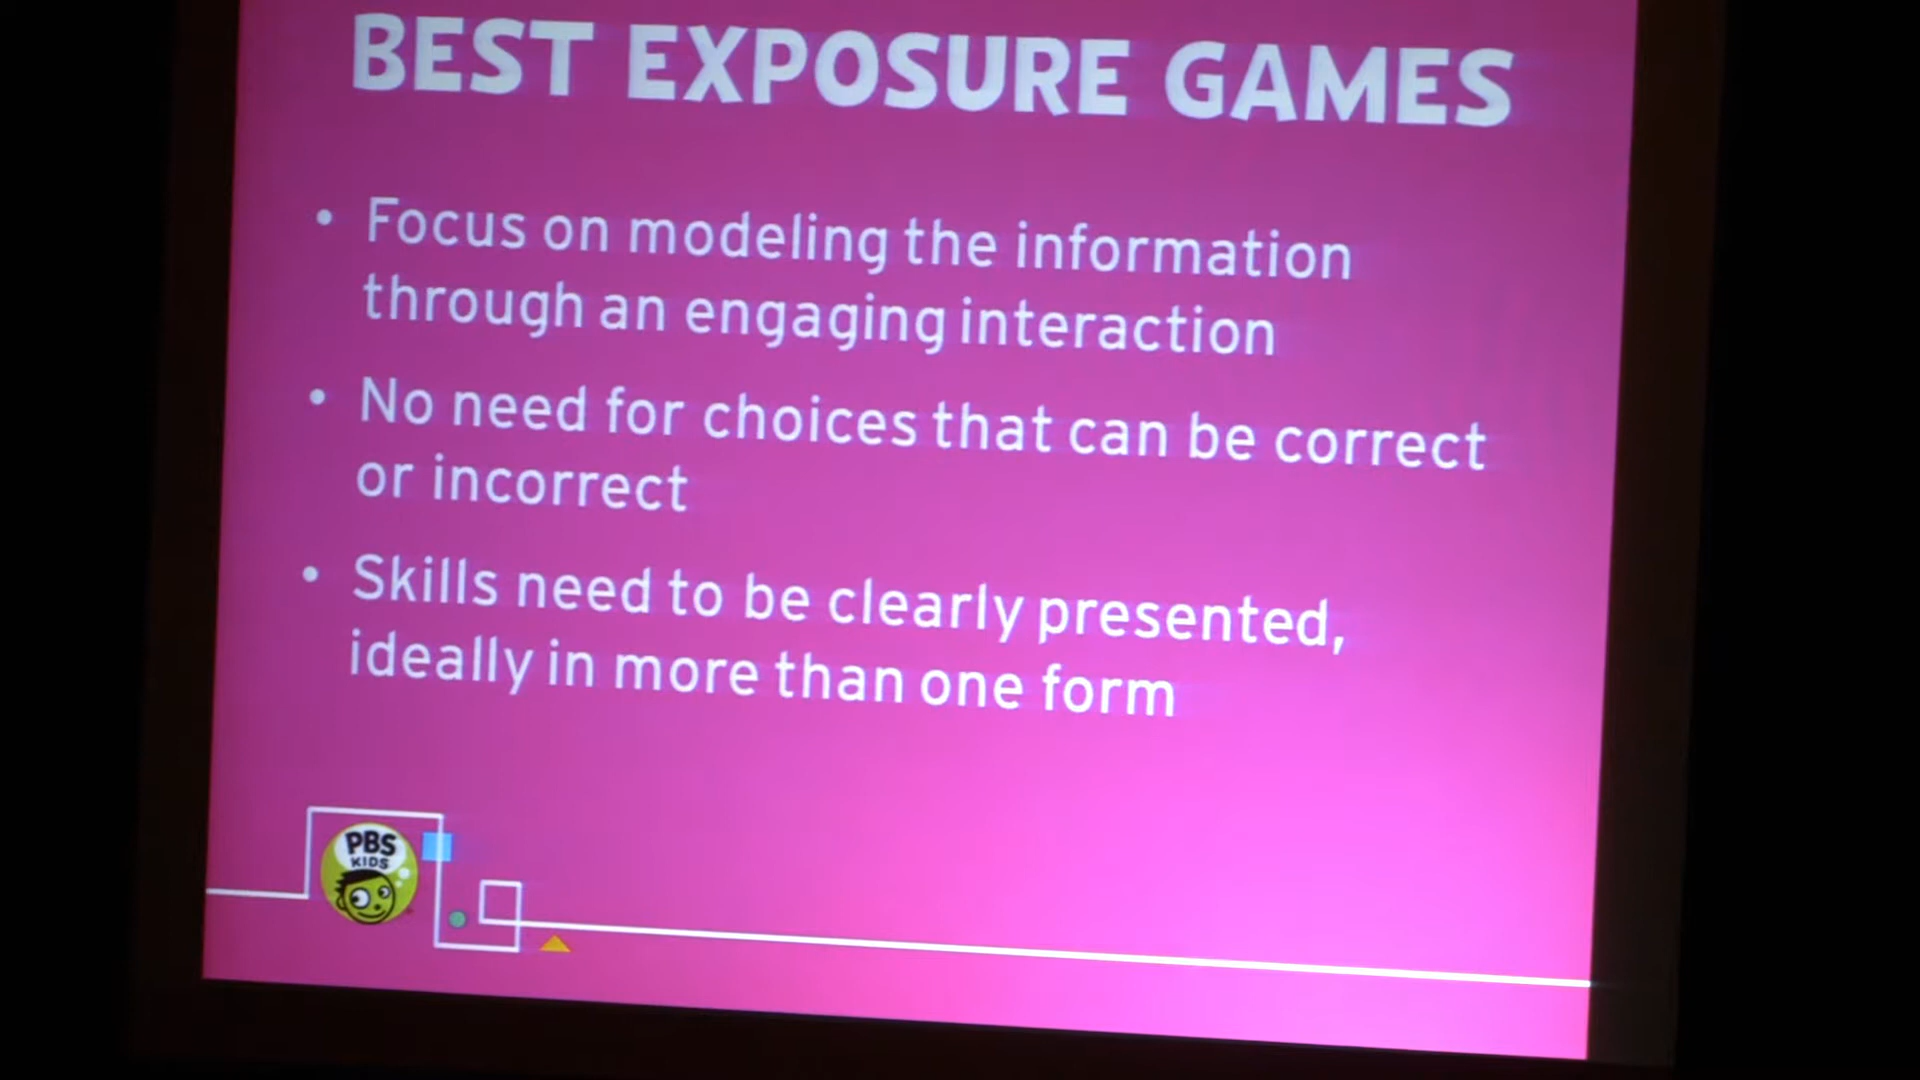 BEST EXPOSURE GAMES
• Focus on modeling the information
through an engaging interaction
• No need for choices that can be correct
or incorrect
• Skills need to be clearly presented,
ideally in more than one form
PBS
KIDS